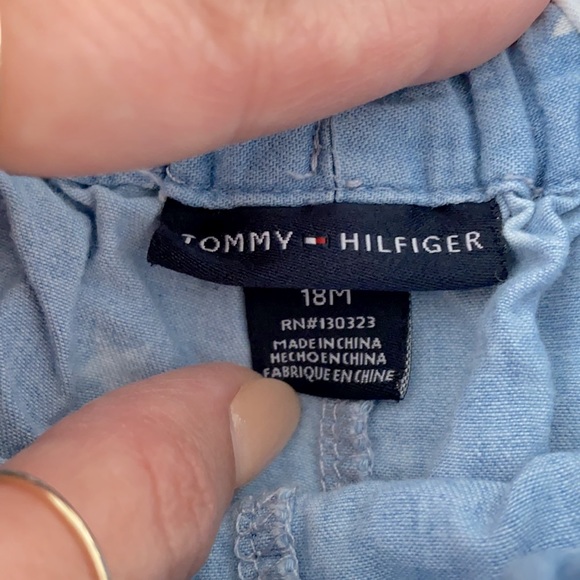 TOMMY HILFIGER
18M
RN#130323
MADE IN CHINA
HECHO EN CHINA
FABRIQUE EN CHINE